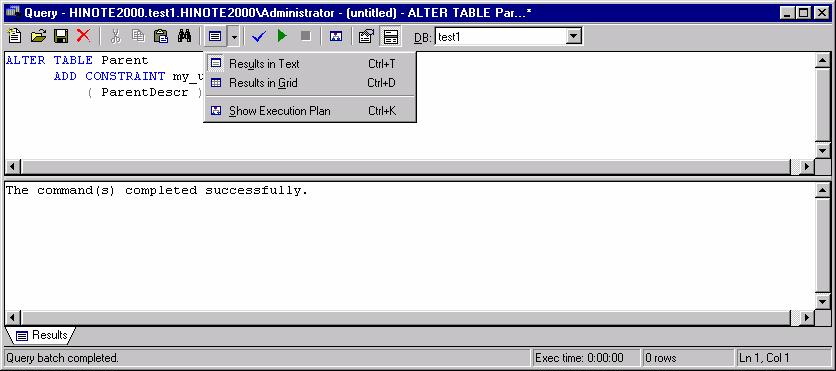 Query - HINOTE2000.test1.HINOTE2000\Administrator - (untitled) - ALTER TABLE Par...*
DB: test1
ALTER TABLE Parent
ADD CONSTRAINT my_u
( ParentDescr )
Results in Text Ctrl+T
Results in Grid Ctrl+D
Show Execution Plan Ctrl+K
The command(s) completed successfully.
Results
Query batch completed. Exec time: 0:00:00 0 rows Ln 1, Col 1